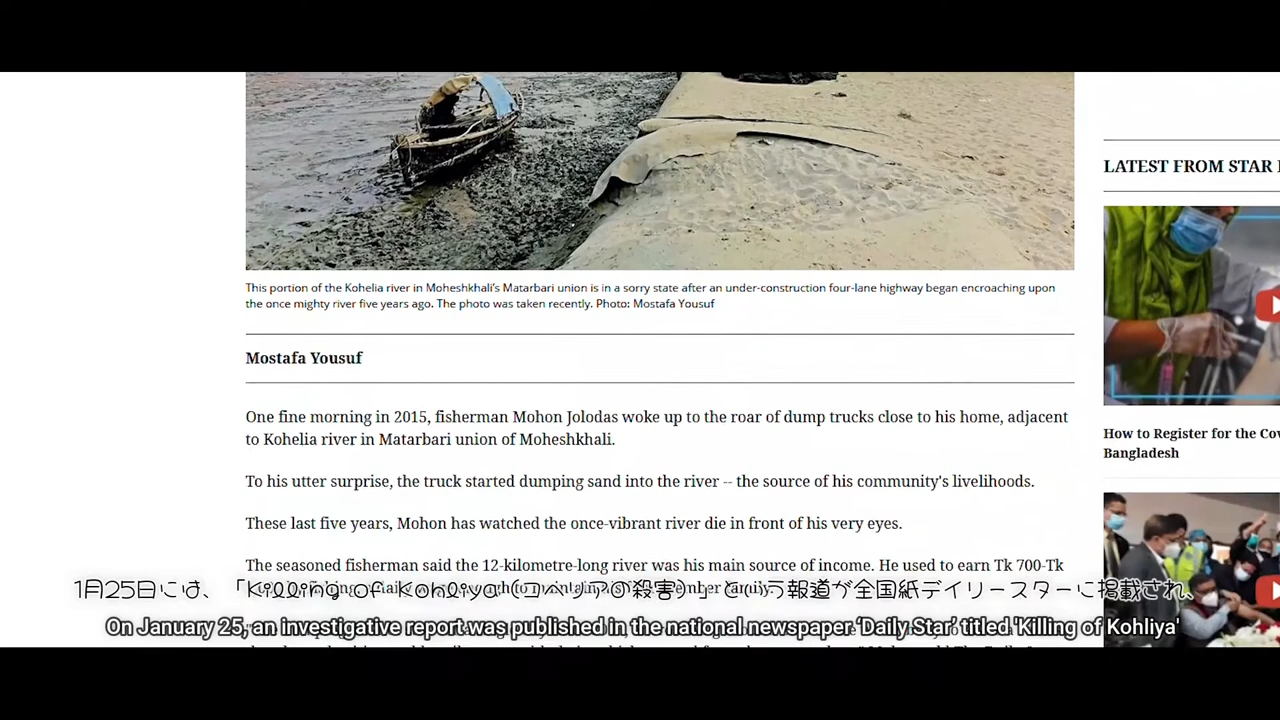 This portion of the Kohelia river in Moheshkhali's Matarbari union is in a sorry state after an under-construction four-lane highway began encroaching upon
the once mighty river five years ago. The photo was taken recently. Photo: Mostafa Yousuf
Mostafa Yousuf
One fine morning in 2015, fisherman Mohon Jolodas woke up to the roar of dump trucks close to his home, adjacent
to Kohelia river in Matarbari union of Moheshkhali.
To his utter surprise, the truck started dumping sand into the river -- the source of his community's livelihoods.
These last five years, Mohon has watched the once-vibrant river die in front of his very eyes.
The seasoned fisherman said the 12-kilometre-long river was his main source of income. He used to earn Tk 700-Tk
LATEST FROM STAR
How to Register for the Cov
Bangladesh
1月25日には、「Killing of Kohliya(コヘリアの殺害)」という報道が全国紙デイリースターに掲載され、
On January 25, an investigative report was published in the national newspaper 'Daily Star' titled 'Killing of Kohliya'